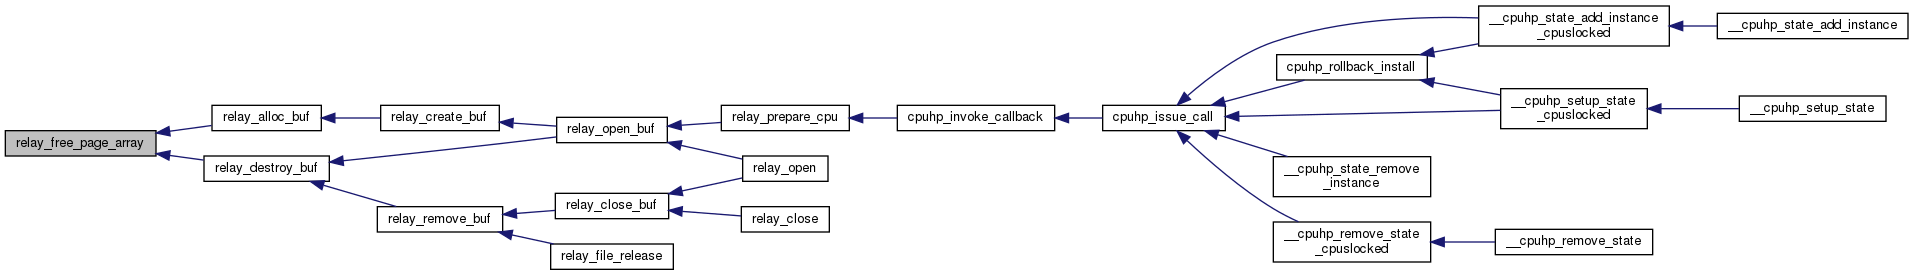 __cpuhp_state_add_instance
_cpuslocked
__cpuhp_state_add_instance
cpuhp_rollback_install
__cpuhp_setup_state
_cpuslocked
__cpuhp_setup_state
relay_alloc_buf
relay_create_buf
relay_open_buf
relay_prepare_cpu
cpuhp_invoke_callback
cpuhp_issue_call
relay_free_page_array
relay_destroy_buf
relay_open
__cpuhp_state_remove
_instance
relay_close_buf
relay_remove_buf
relay_close
__cpuhp_remove_state
_cpuslocked
__cpuhp_remove_state
relay_file_release